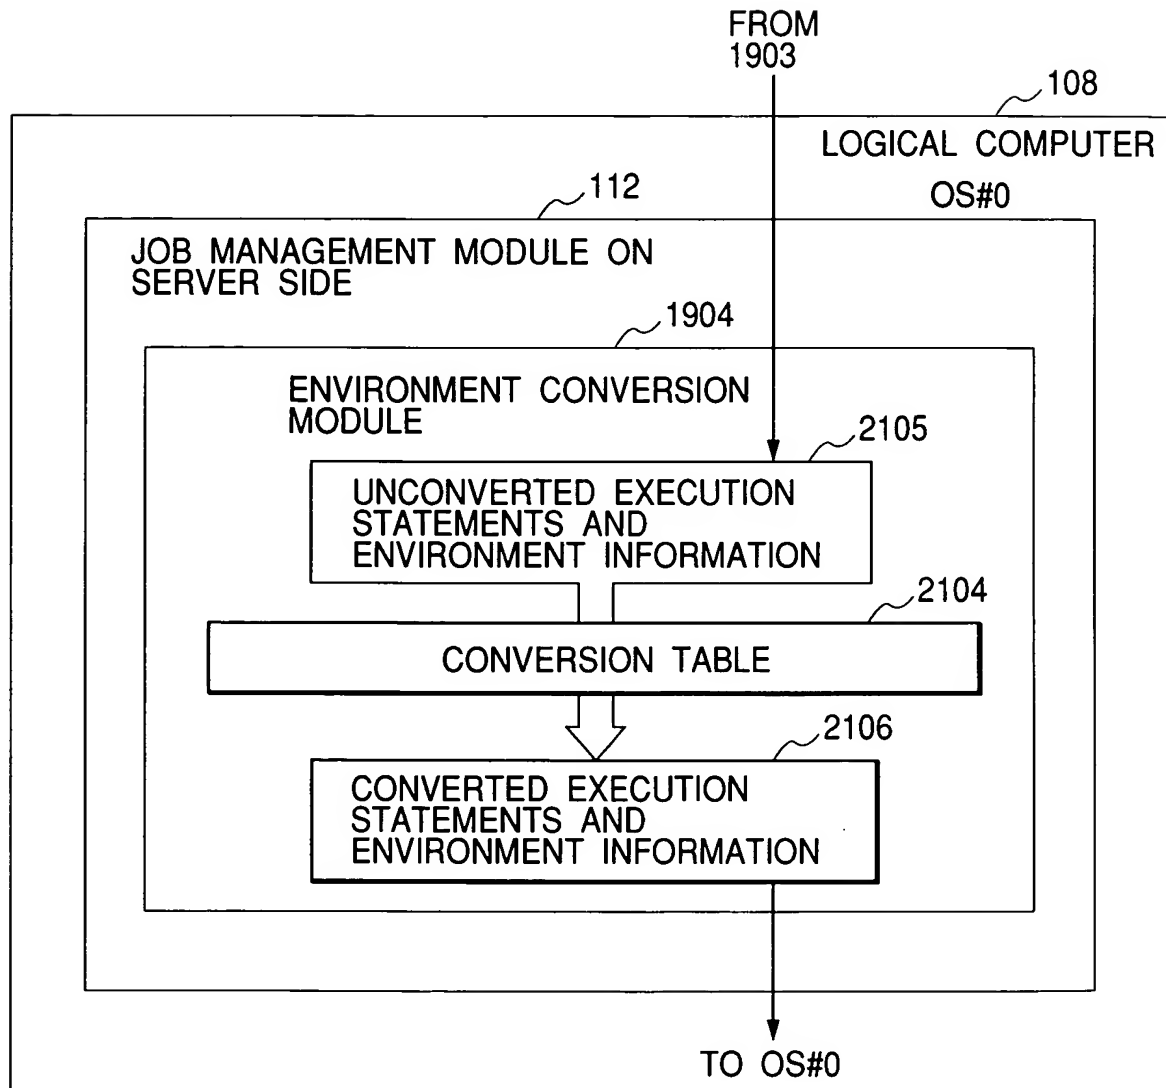 FROM
1903
108
LOGICAL COMPUTER
OS#0
112
JOB MANAGEMENT MODULE ON
SERVER SIDE
1904
ENVIRONMENT CONVERSION
MODULE
2105
UNCONVERTED EXECUTION
STATEMENTS AND
ENVIRONMENT INFORMATION
2104
CONVERSION TABLE
2106
CONVERTED EXECUTION
STATEMENTS AND
ENVIRONMENT INFORMATION
TO OS#0